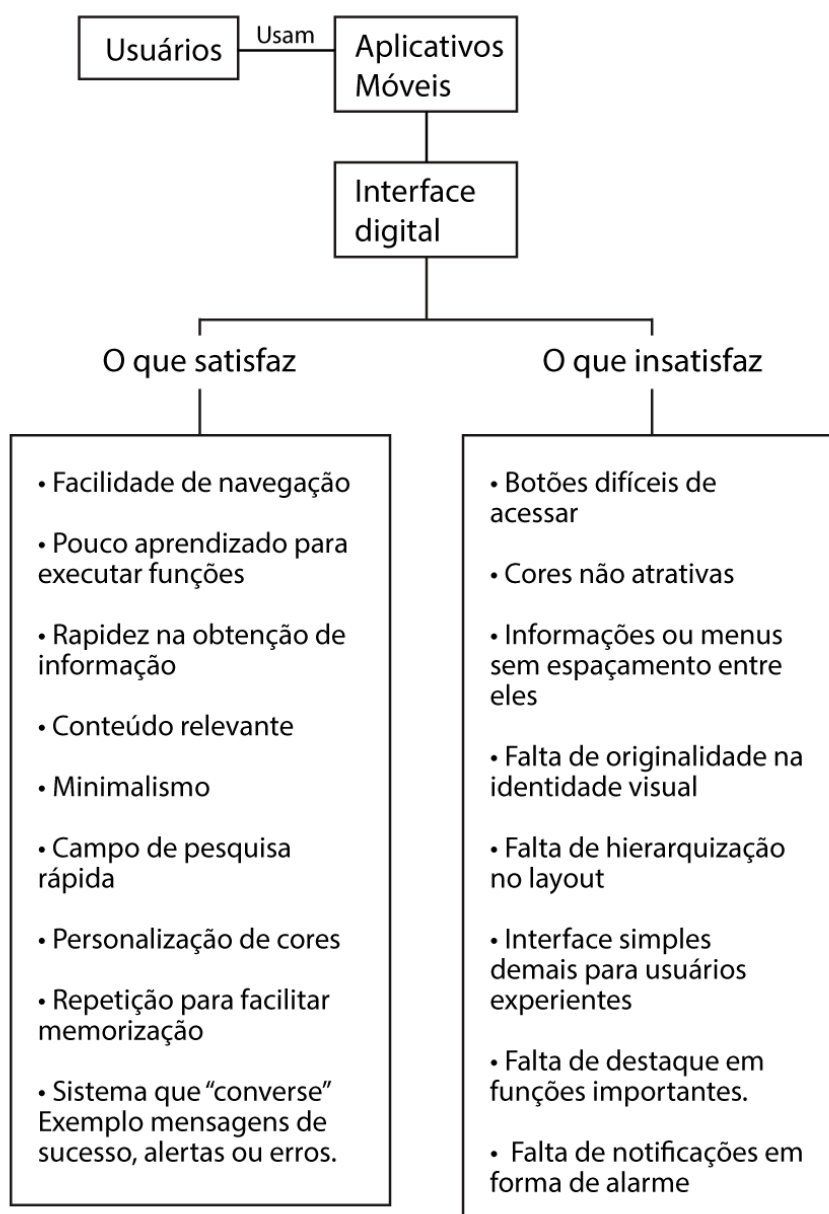 Usuários
Usam
Aplicativos
Móveis
Interface
digital
O que satisfaz
O que insatisfaz
• Facilidade de navegação
• Pouco aprendizado para
executar funções
• Rapidez na obtenção de
informação
• Conteúdo relevante
• Minimalismo
• Campo de pesquisa
rápida
• Personalização de cores
• Repetição para facilitar
memorização
• Sistema que “converse”
Exemplo mensagens de
sucesso, alertas ou erros.
• Botões difíceis de
acessar
• Cores não atrativas
• Informações ou menus
sem espaçamento entre
eles
• Falta de originalidade na
identidade visual
• Falta de hierarquização
no layout
• Interface simples
demais para usuários
experientes
• Falta de destaque em
funções importantes.
• Falta de notificações em
forma de alarme